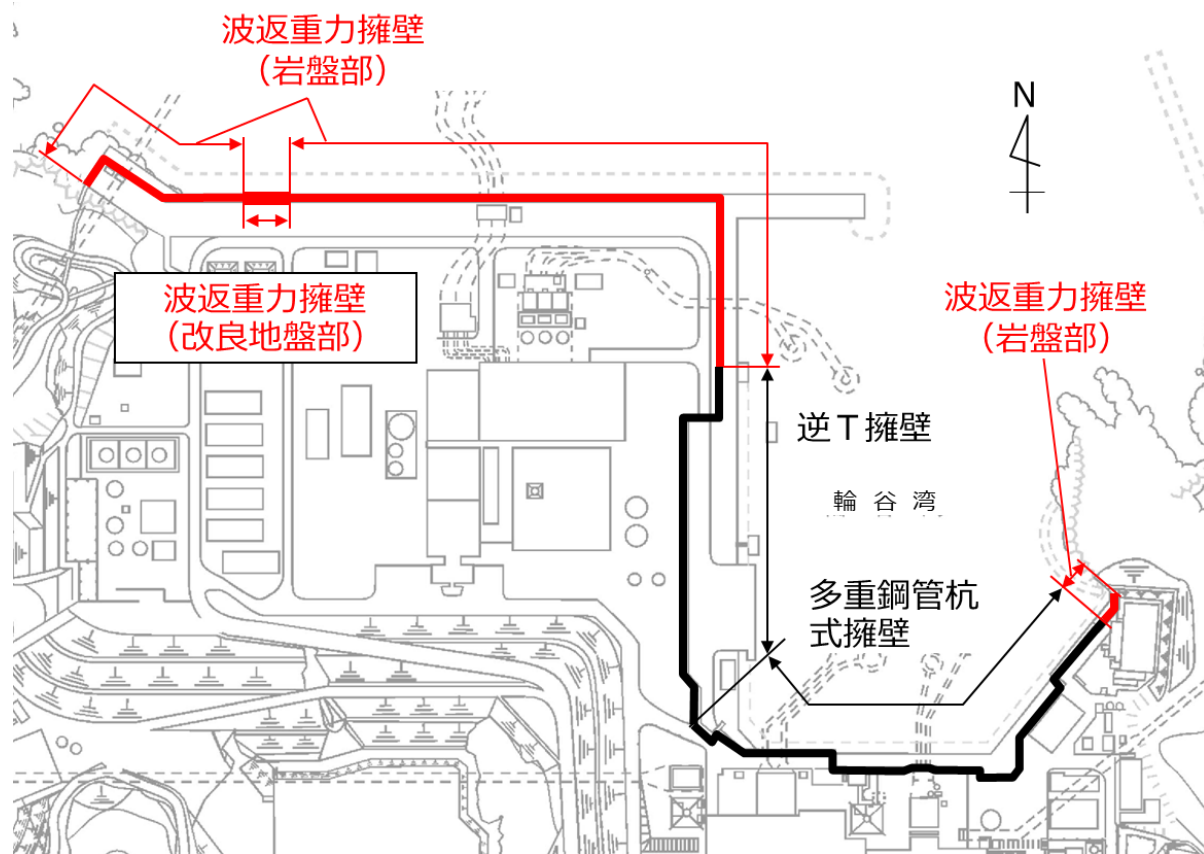 波返重力擁壁
（岩盤部）
N
波返重力擁壁
（改良地盤部）
波返重力擁壁
（岩盤部）
逆Ｔ擁壁
輪 谷 湾
多重鋼管杭
式擁壁